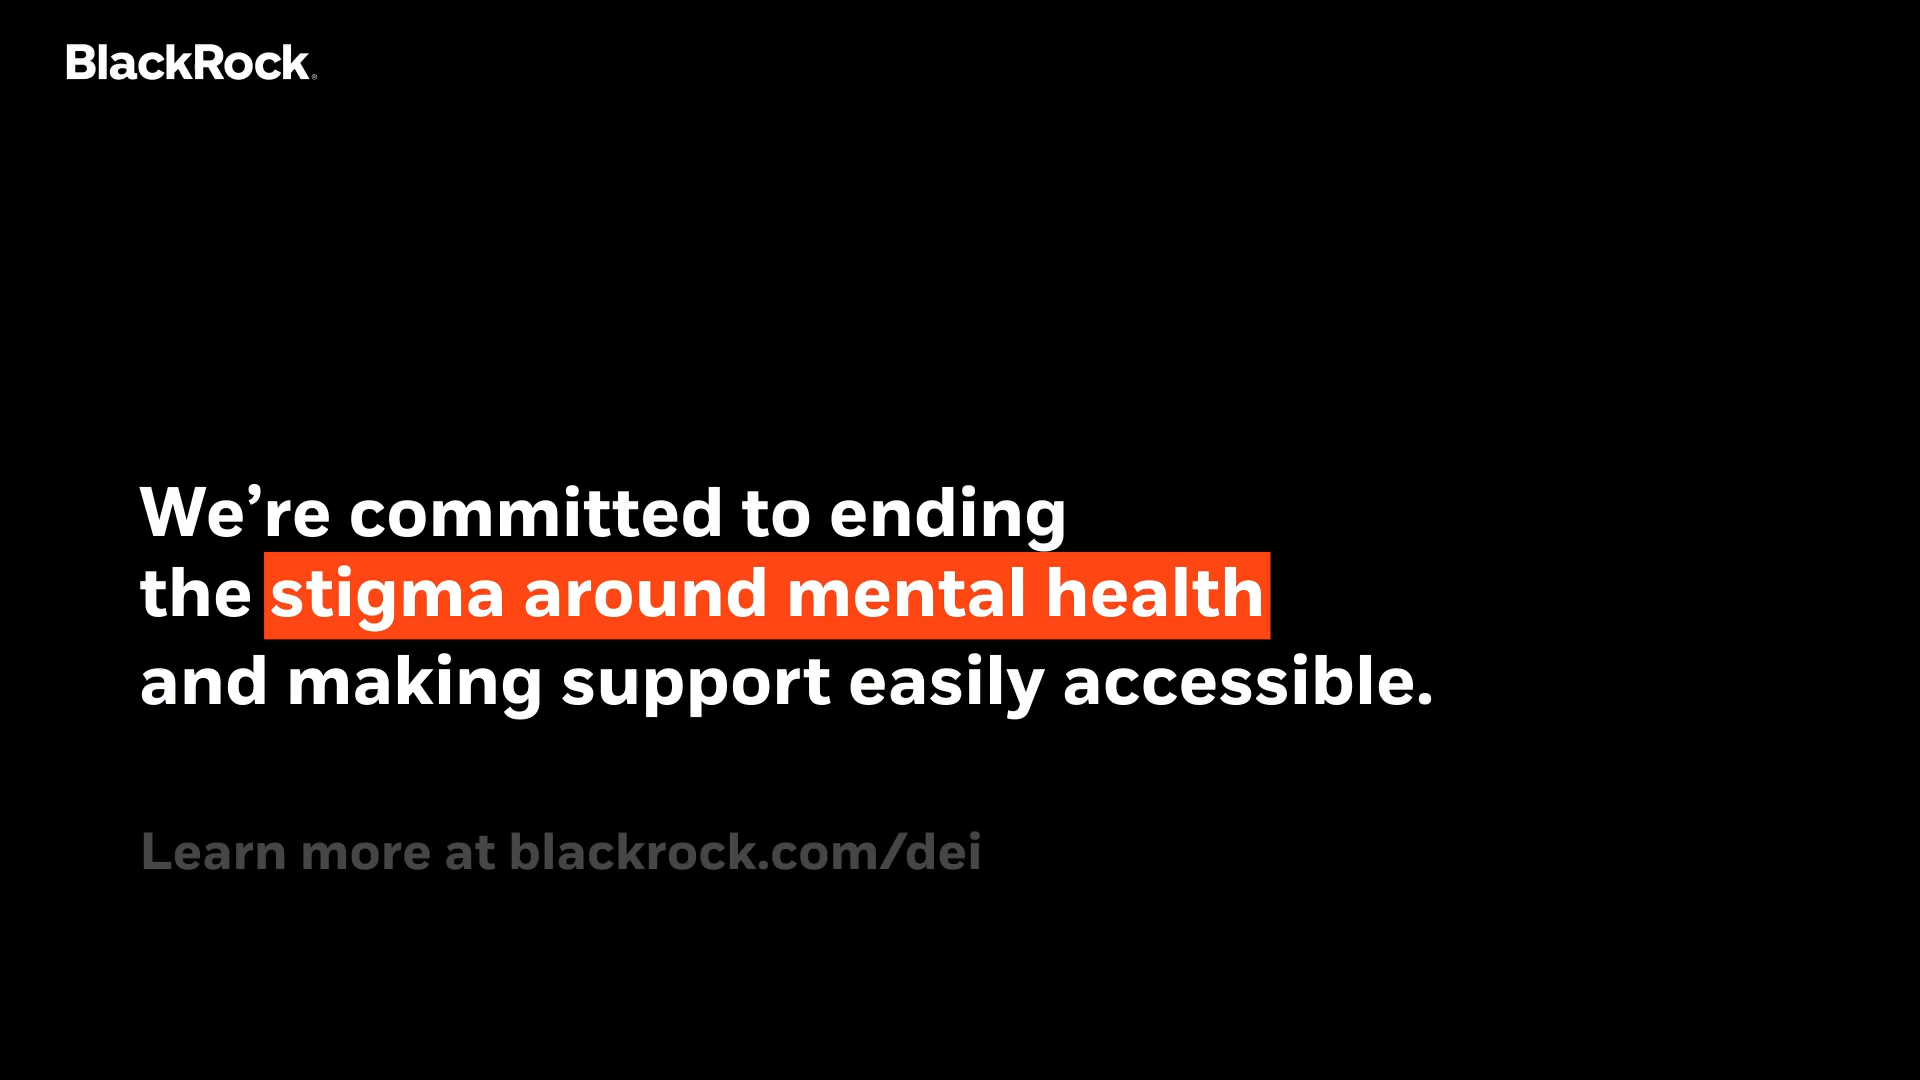 BlackRock®
We’re committed to ending
the stigma around mental health
and making support easily accessible.
Learn more at blackrock.com/dei